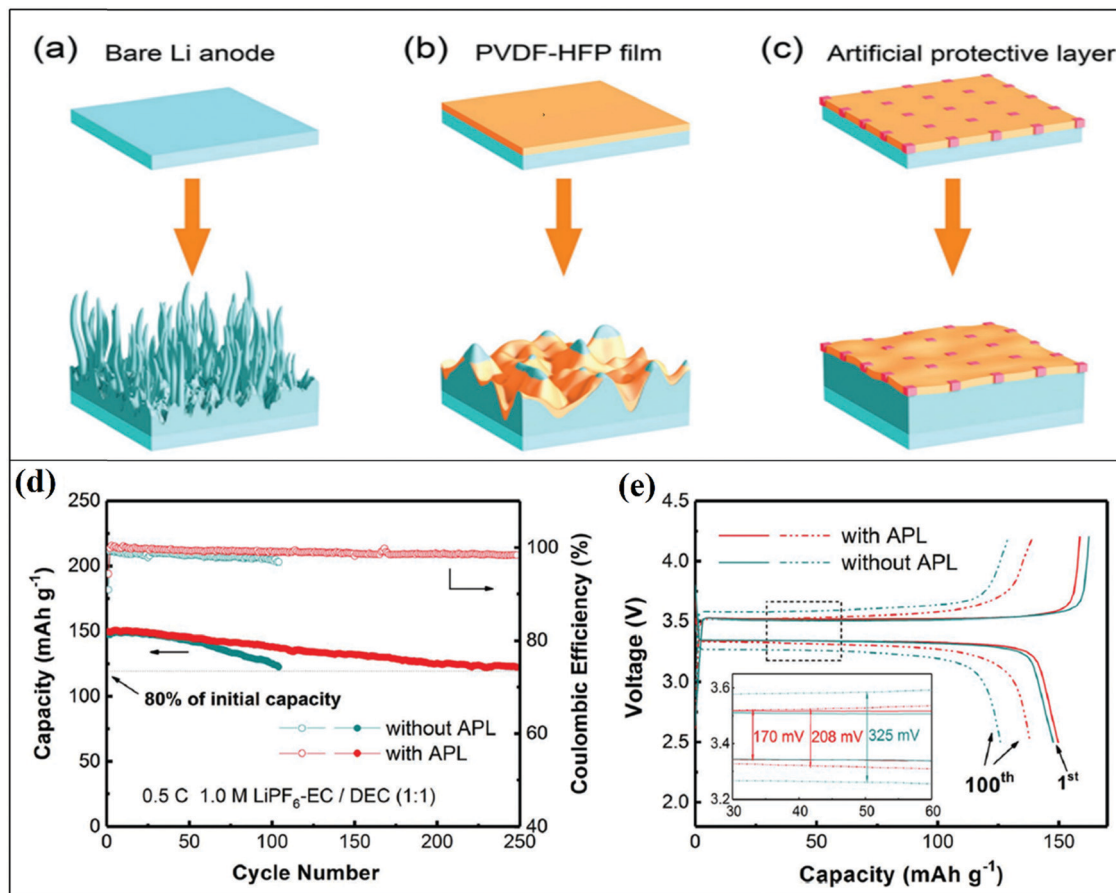 (a) Bare Li anode
(b) PVDF-HFP film
(c) Artificial protective layer
(d)
250
200
150
100
125
0
Capacity (mAh g⁻¹)
100
80
60
40
Coulombic Efficiency (%)
80% of initial capacity
without APL
with APL
0.5 C 1.0 M LiPF₆-EC / DEC (1:1)
0 50 100 150 200 250
Cycle Number
(e)
4.5
4.0
3.5
3.0
2.5
2.0
Voltage (V)
with APL
without APL
3.6
3.4
3.2
170 mV 208 mV 325 mV
30 40 50 60
100th
1st
0 50 100 150
Capacity (mAh g⁻¹)